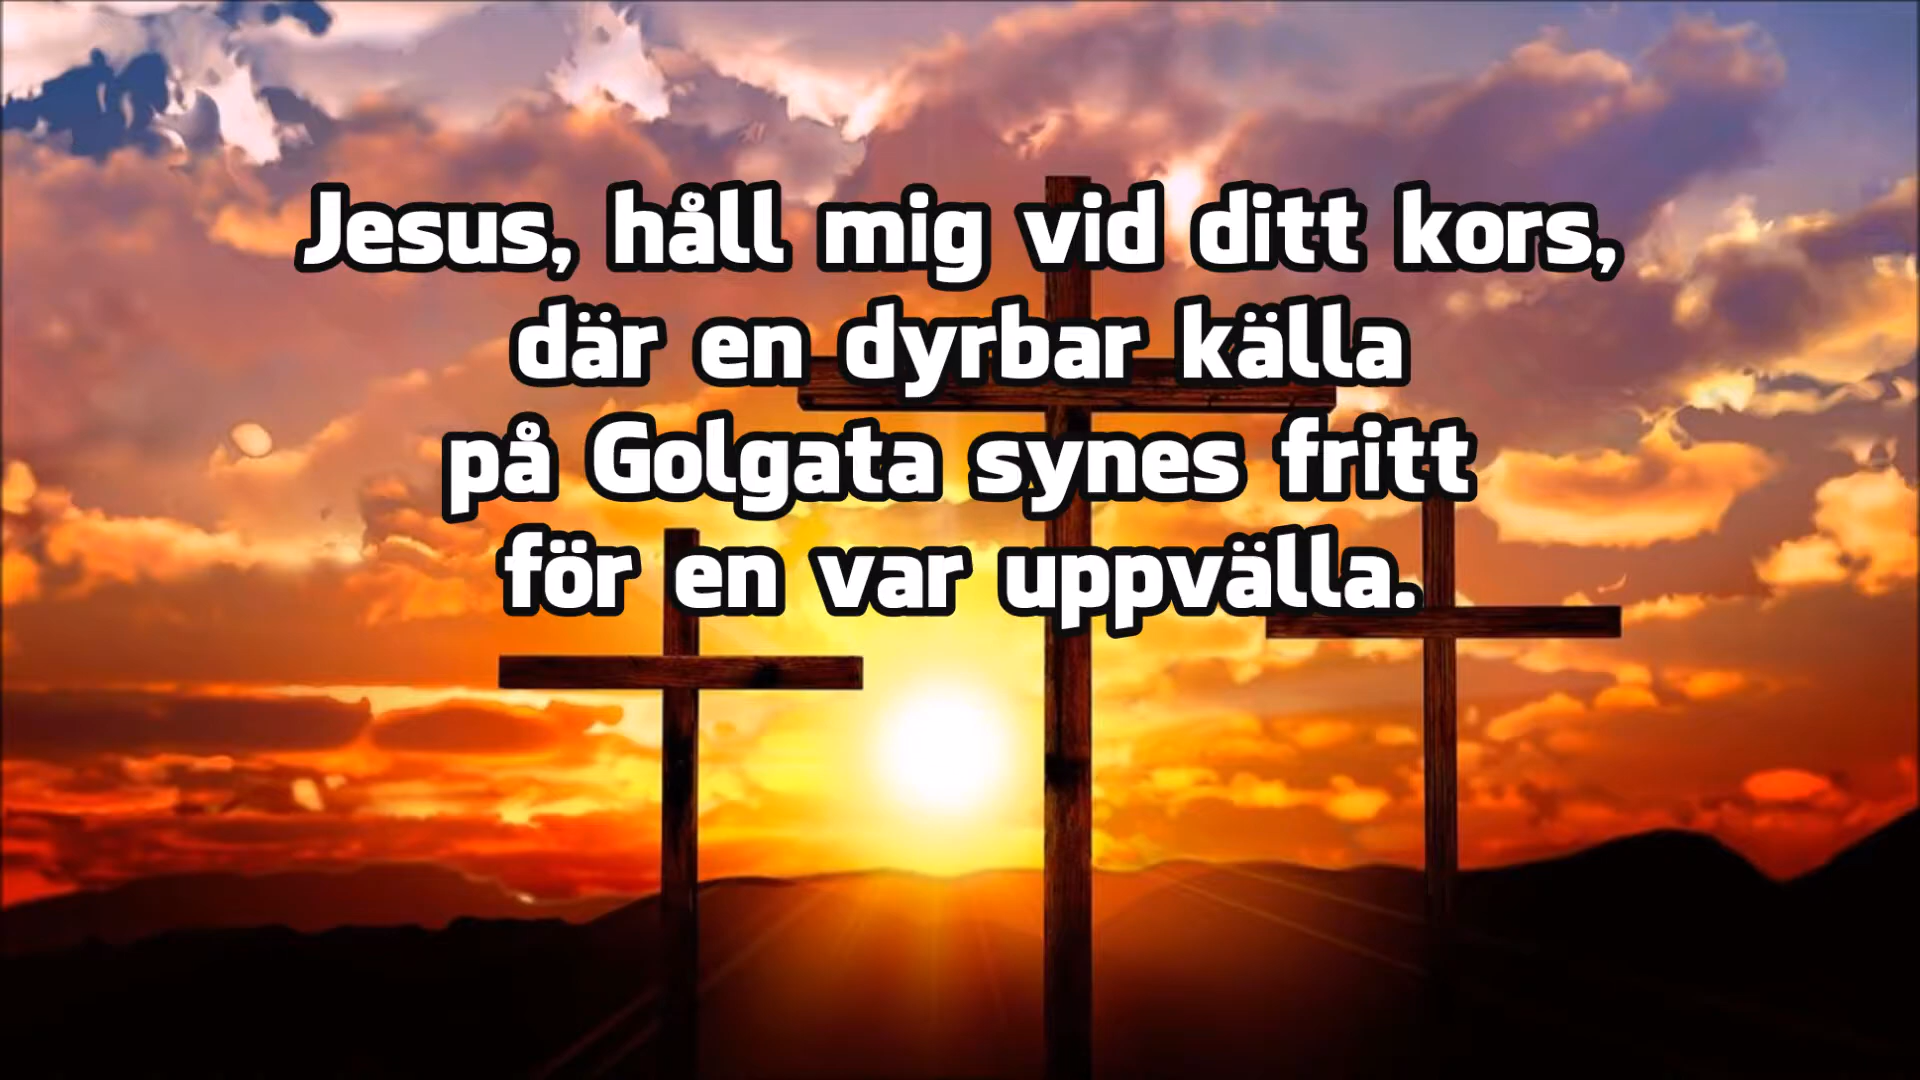 Jesus, håll mig vid ditt kors,
där en dyrbar källa
på Golgata synes fritt
för en var uppvälla.